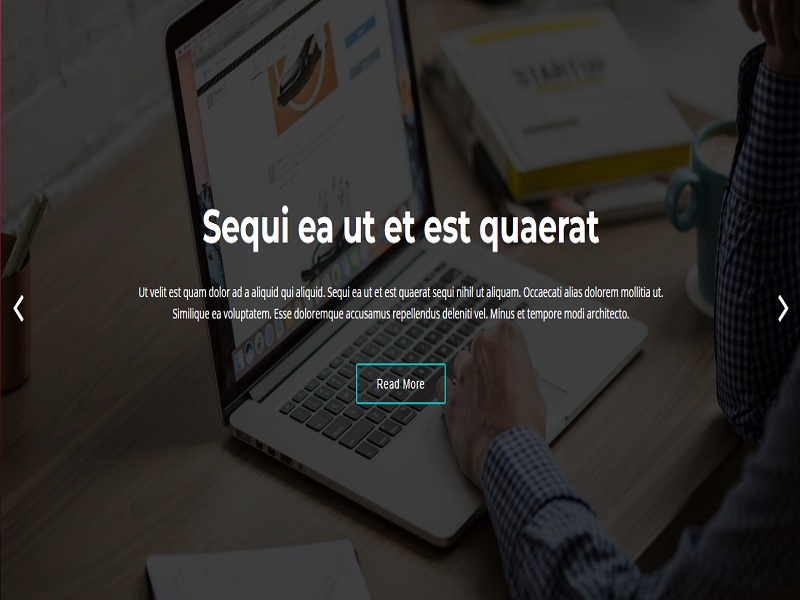 STARTUP
Sequi ea ut et est quaerat
Ut velit est quam dolor ad a aliquid qui aliquid. Sequi ea ut et est quaerat sequi nihil ut aliquam. Occaecati alias dolorem mollitia ut.
Similique ea voluptatem. Esse doloremque accusamus repellendus deleniti vel. Minus et tempore modi architecto.
Read More